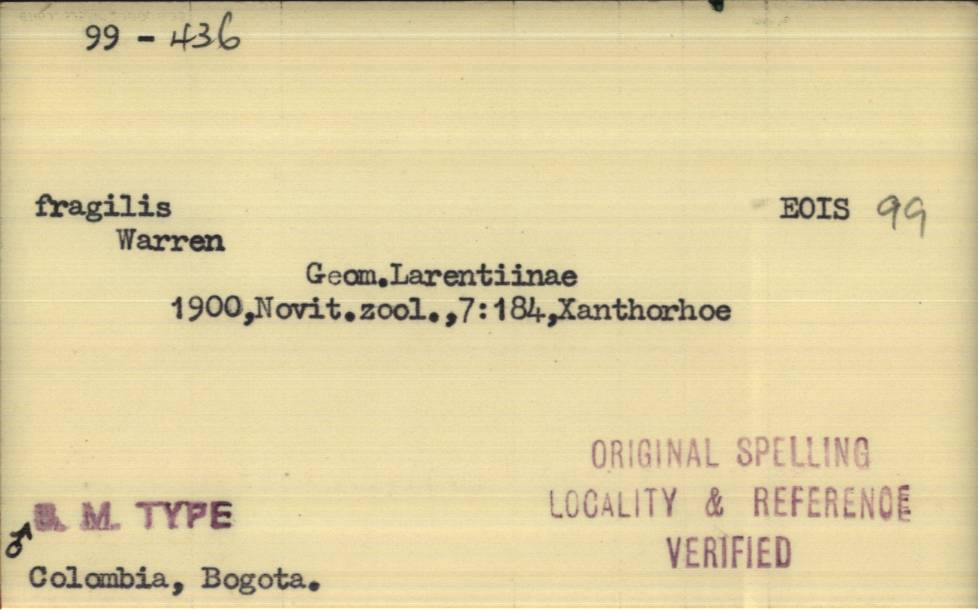 99 - 436
fragilis EOIS 99
Warren
Geom.Larentiinae
1900,Novit.zool.,7:184,Xanthorhoe
ORIGINAL SPELLING
LOCALITY & REFERENCE
VERIFIED
B. M. TYPE
♂
Colombia, Bogota.